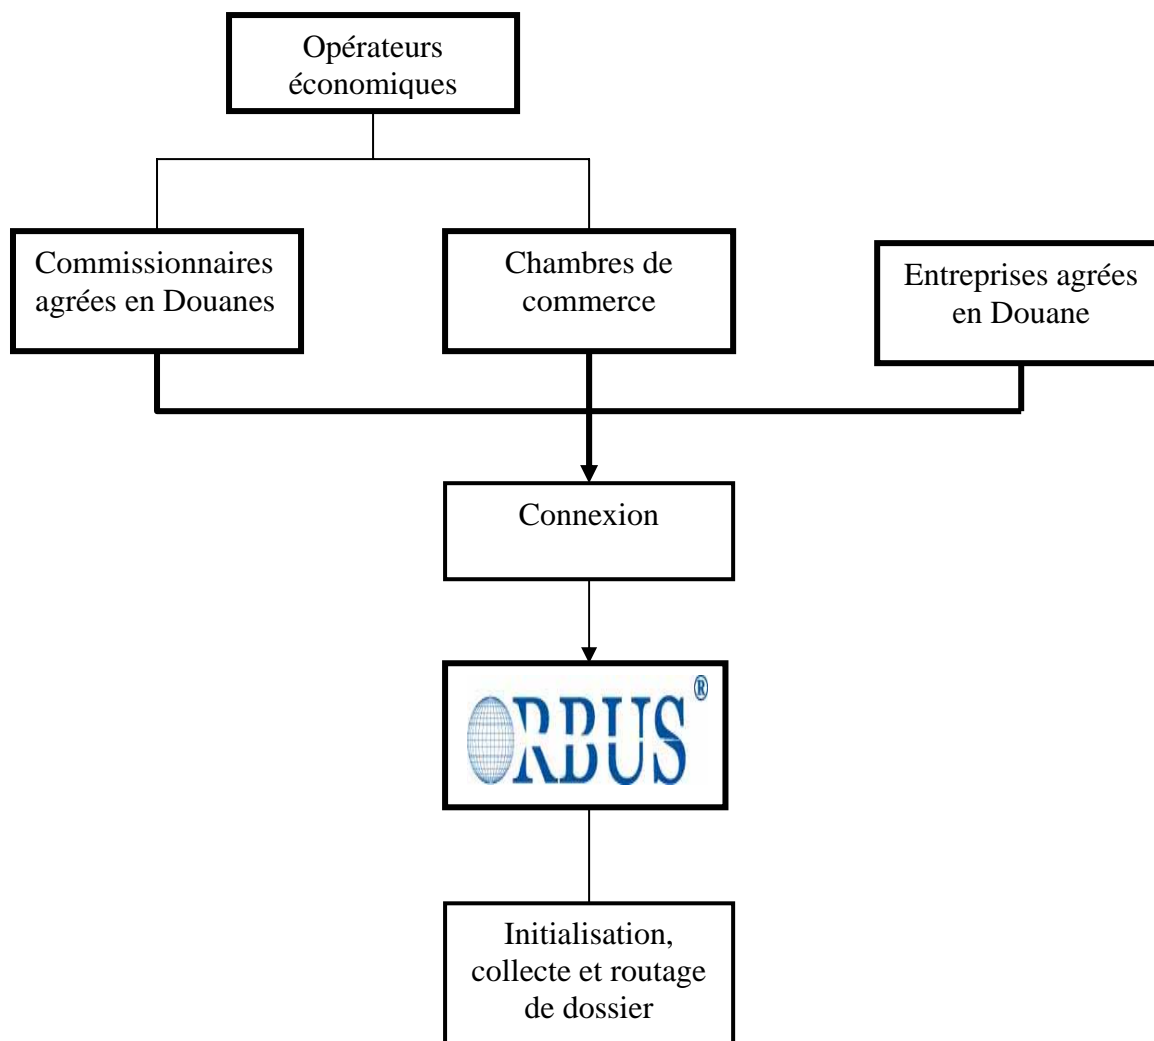 Opérateurs
économiques
Commissionnaires
agrées en Douanes
Chambres de
commerce
Entreprises agrées
en Douane
Connexion
ORBUS®
Initialisation,
collecte et routage
de dossier